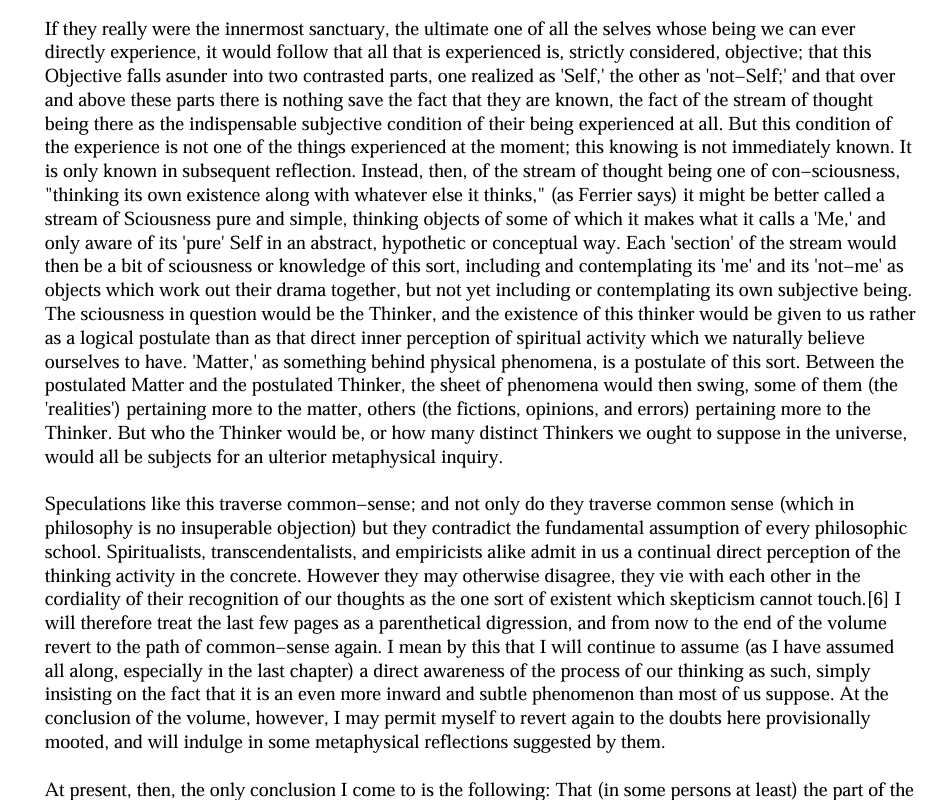 If they really were the innermost sanctuary, the ultimate one of all the selves whose being we can ever
directly experience, it would follow that all that is experienced is, strictly considered, objective; that this
Objective falls asunder into two contrasted parts, one realized as 'Self,' the other as 'not−Self;' and that over
and above these parts there is nothing save the fact that they are known, the fact of the stream of thought
being there as the indispensable subjective condition of their being experienced at all. But this condition of
the experience is not one of the things experienced at the moment; this knowing is not immediately known. It
is only known in subsequent reflection. Instead, then, of the stream of thought being one of con−sciousness,
"thinking its own existence along with whatever else it thinks," (as Ferrier says) it might be better called a
stream of Sciousness pure and simple, thinking objects of some of which it makes what it calls a 'Me,' and
only aware of its 'pure' Self in an abstract, hypothetic or conceptual way. Each 'section' of the stream would
then be a bit of sciousness or knowledge of this sort, including and contemplating its 'me' and its 'not−me' as
objects which work out their drama together, but not yet including or contemplating its own subjective being.
The sciousness in question would be the Thinker, and the existence of this thinker would be given to us rather
as a logical postulate than as that direct inner perception of spiritual activity which we naturally believe
ourselves to have. 'Matter,' as something behind physical phenomena, is a postulate of this sort. Between the
postulated Matter and the postulated Thinker, the sheet of phenomena would then swing, some of them (the
'realities') pertaining more to the matter, others (the fictions, opinions, and errors) pertaining more to the
Thinker. But who the Thinker would be, or how many distinct Thinkers we ought to suppose in the universe,
would all be subjects for an ulterior metaphysical inquiry.
Speculations like this traverse common−sense; and not only do they traverse common sense (which in
philosophy is no insuperable objection) but they contradict the fundamental assumption of every philosophic
school. Spiritualists, transcendentalists, and empiricists alike admit in us a continual direct perception of the
thinking activity in the concrete. However they may otherwise disagree, they vie with each other in the
cordiality of their recognition of our thoughts as the one sort of existent which skepticism cannot touch.[6] I
will therefore treat the last few pages as a parenthetical digression, and from now to the end of the volume
revert to the path of common−sense again. I mean by this that I will continue to assume (as I have assumed
all along, especially in the last chapter) a direct awareness of the process of our thinking as such, simply
insisting on the fact that it is an even more inward and subtle phenomenon than most of us suppose. At the
conclusion of the volume, however, I may permit myself to revert again to the doubts here provisionally
mooted, and will indulge in some metaphysical reflections suggested by them.
At present, then, the only conclusion I come to is the following: That (in some persons at least) the part of the